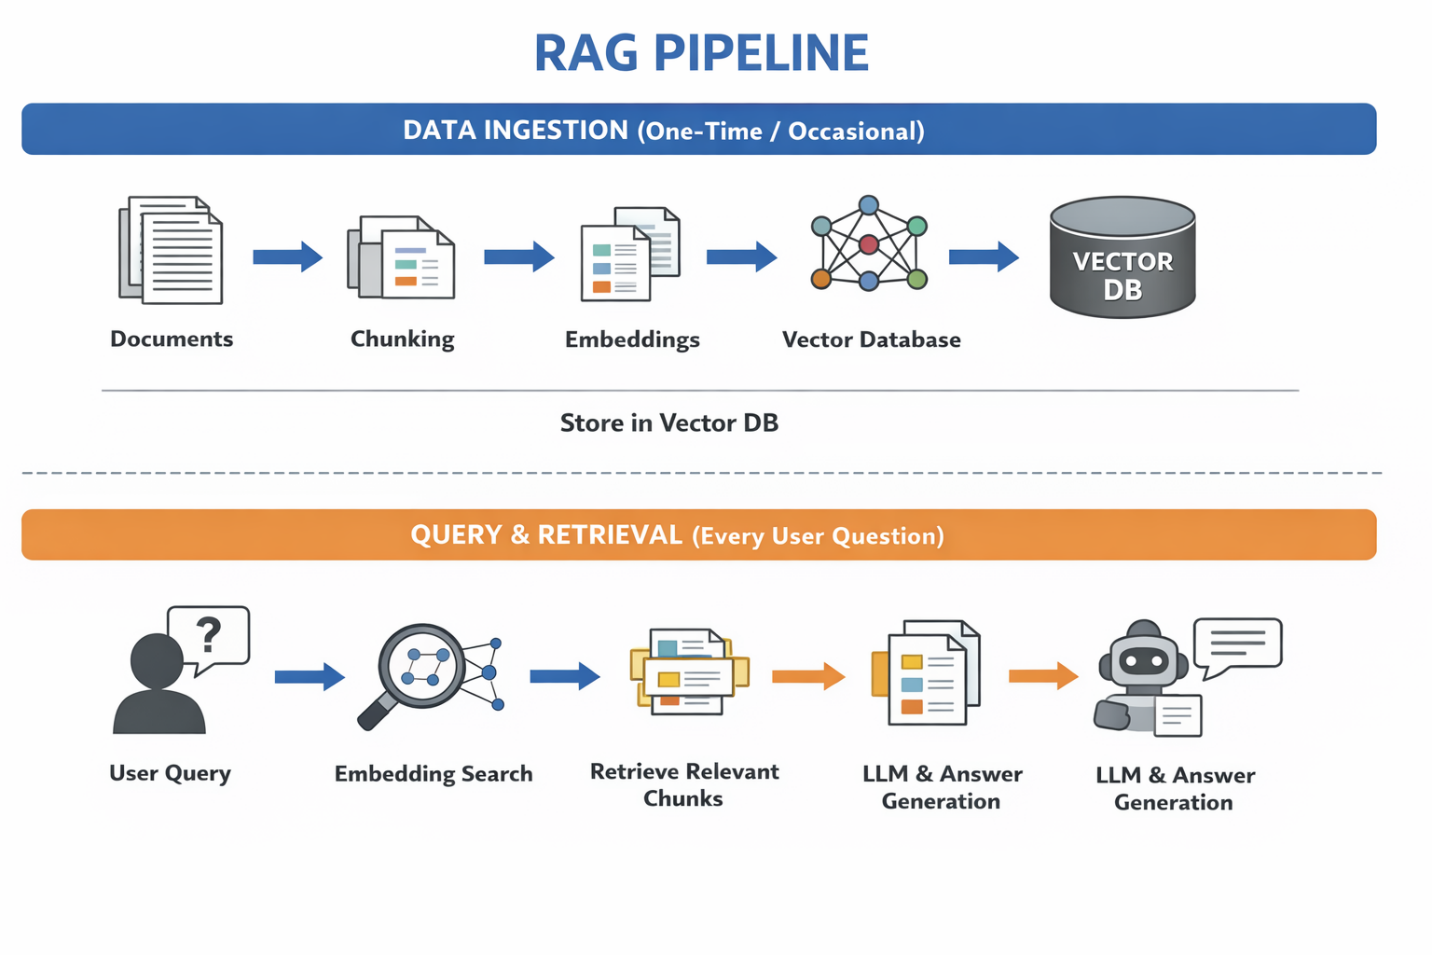 RAG PIPELINE
DATA INGESTION (One-Time / Occasional)
VECTOR
DB
Documents
Chunking
Embeddings
Vector Database
Store in Vector DB
QUERY & RETRIEVAL (Every User Question)
?
User Query
Embedding Search
Retrieve Relevant
Chunks
LLM & Answer
Generation
LLM & Answer
Generation